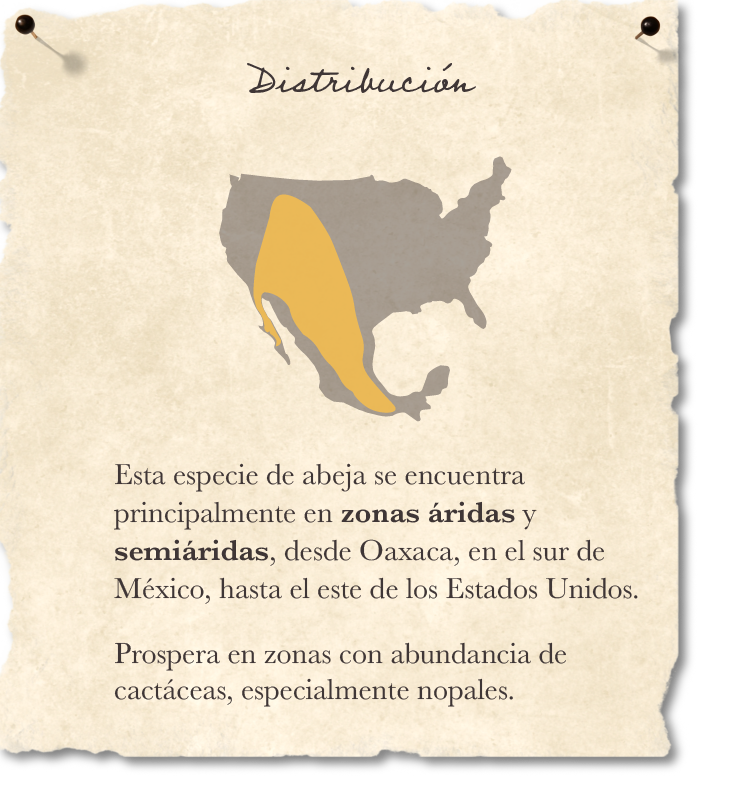 Distribución
Esta especie de abeja se encuentra
principalmente en zonas áridas y
semiáridas, desde Oaxaca, en el sur de
México, hasta el este de los Estados Unidos.
Prospera en zonas con abundancia de
cactáceas, especialmente nopales.